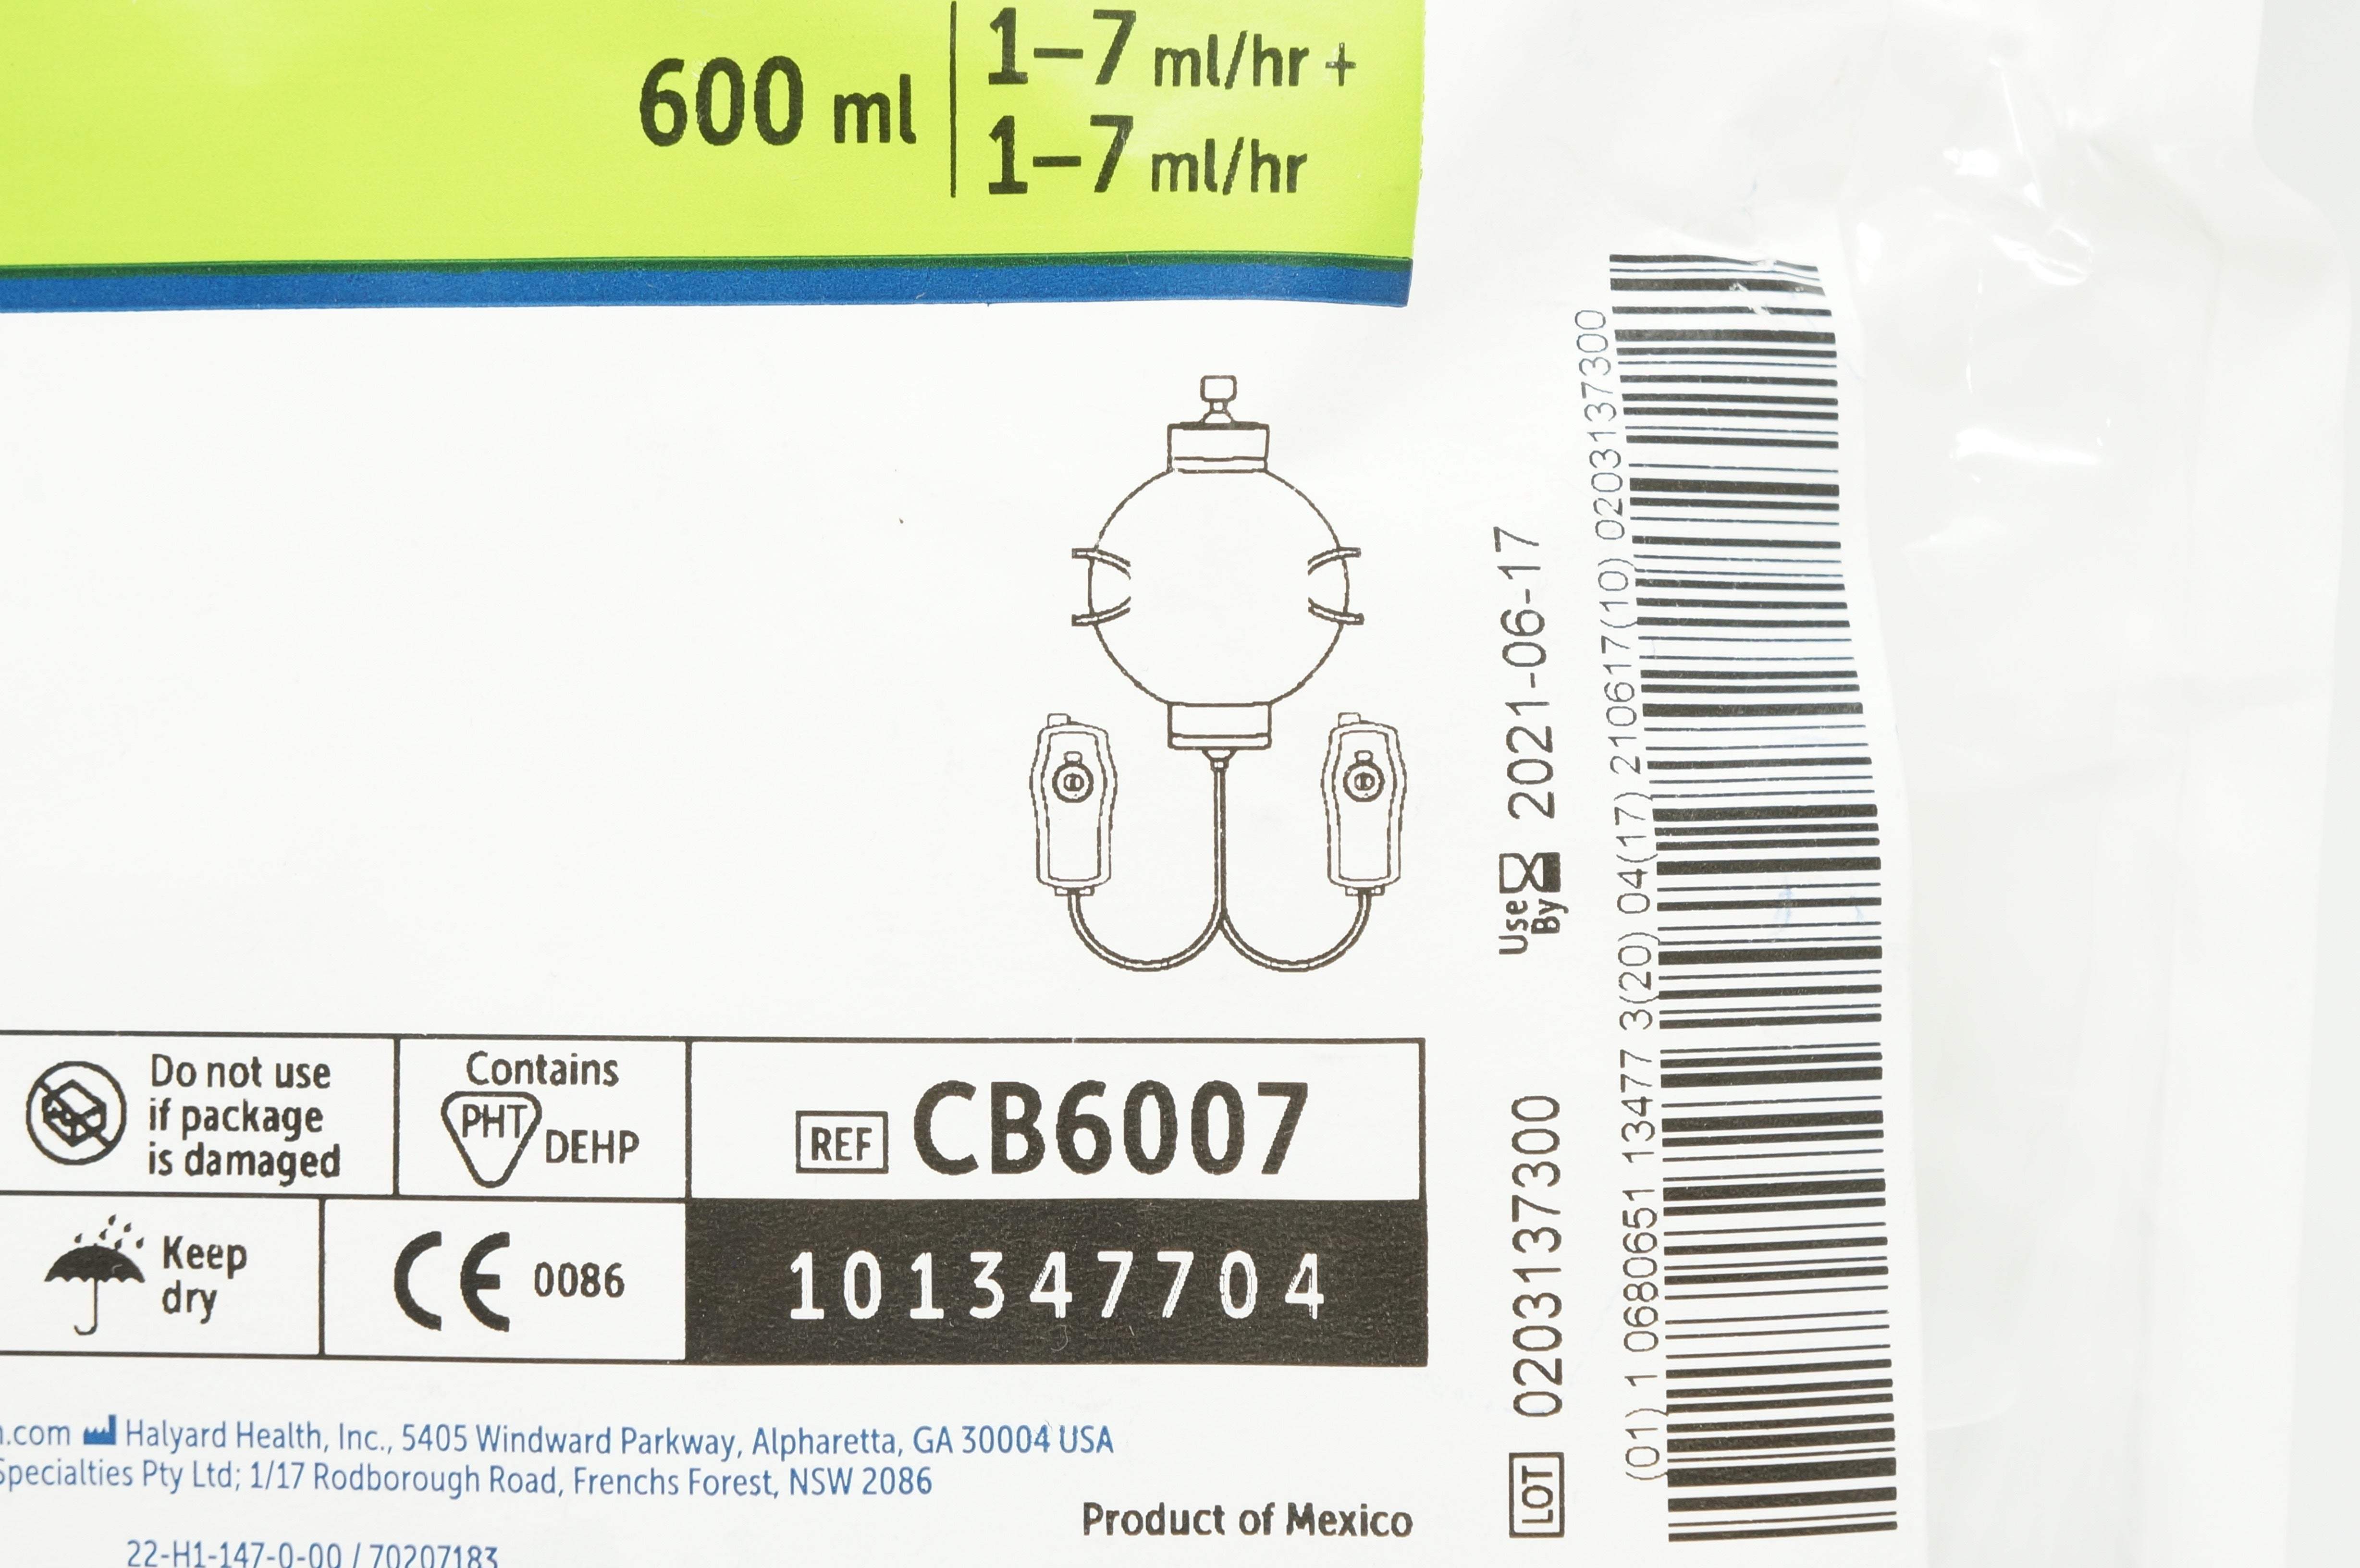 600 ml
1–7 ml/hr +
1–7 ml/hr
Do not use
if package
is damaged
Contains
PHT
DEHP
REF CB6007
Keep
dry
CE 0086
101347704
.com Halyard Health, Inc., 5405 Windward Parkway, Alpharetta, GA 30004 USA
Specialties Pty Ltd; 1/17 Rodborough Road, Frenchs Forest, NSW 2086
Product of Mexico
22-H1-147-0-00 / 70207183
LOT 0203137300
Use
By 2021-06-17
(01) 1 0680651 13477 3(20) 04(17) 210617(10) 0203137300